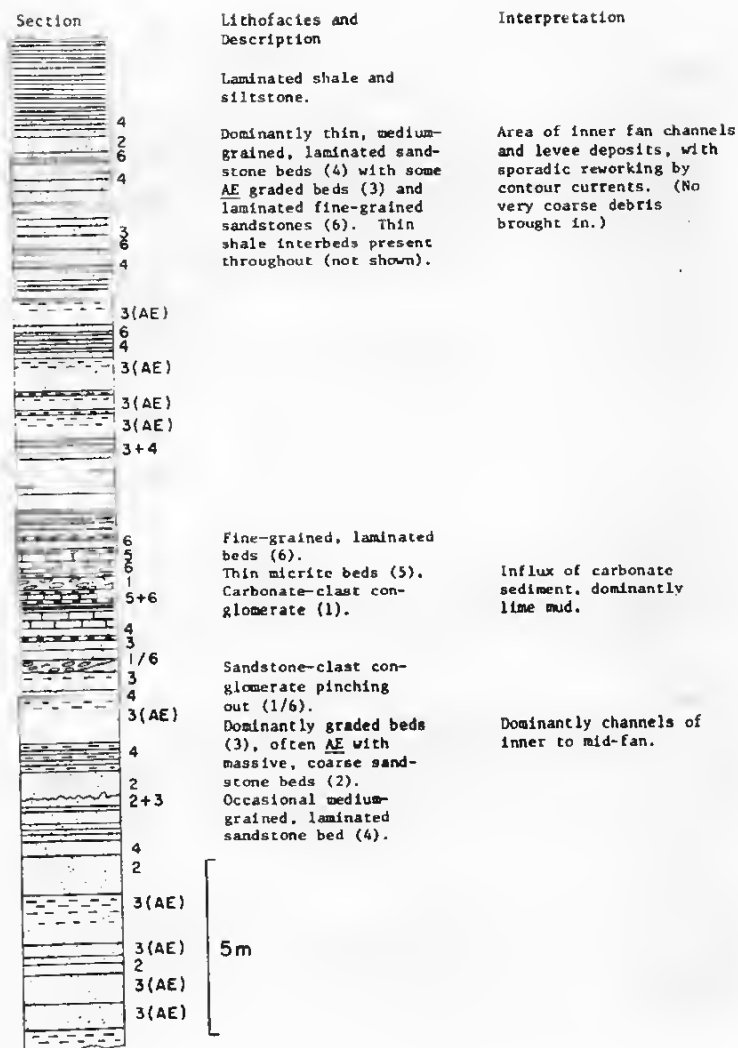 Section
Lithofacies and
Description
Interpretation
Laminated shale and
siltstone.
Dominantly thin, medium-
grained, laminated sand-
stone beds (4) with some
AE graded beds (3) and
laminated fine-grained
sandstones (6). Thin
shale interbeds present
throughout (not shown).
Area of inner fan channels
and levee deposits, with
sporadic reworking by
contour currents. (No
very coarse debris
brought in.)
4
2
6
4
3
6
4
3(AE)
6
4
3(AE)
3(AE)
3(AE)
3+4
Fine-grained, laminated
beds (6).
Thin micrite beds (5).
Carbonate-clast con-
glomerate (1).
Influx of carbonate
sediment, dominantly
lime mud.
6
5
6
1
5+6
4
3
1/6
3
4
3(AE)
Sandstone-clast con-
glomerate pinching
out (1/6).
Dominantly graded beds
(3), often AE with
massive, coarse sand-
stone beds (2).
Occasional medium-
grained, laminated
sandstone bed (4).
Dominantly channels of
inner to mid-fan.
4
2
2+3
4
2
3(AE)
3(AE)
2
3(AE)
3(AE)
5m